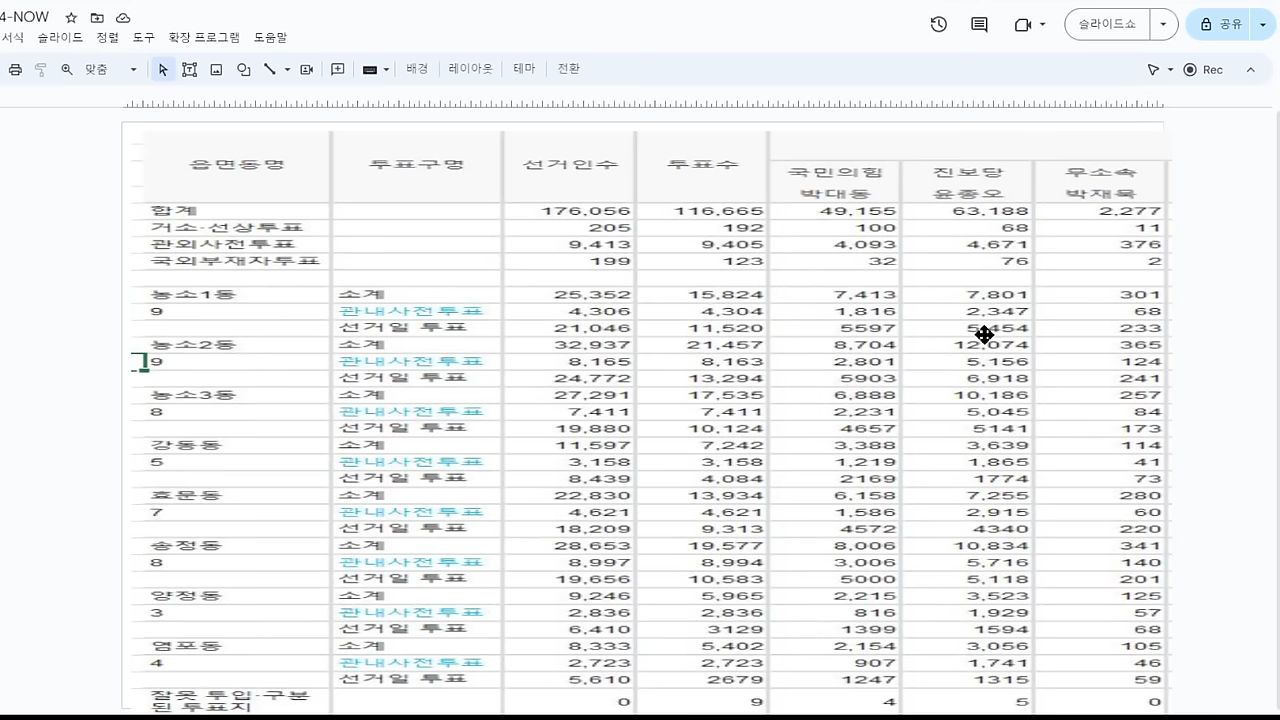 4-NOW
슬라이드쇼 공유
서식 슬라이드 정렬 도구 확장 프로그램 도움말
맞춤 배경 레이아웃 테마 전환 Rec
읍면동명 투표구명 선거인수 투표수
국민의힘 진보당 무소속
박대동 윤종오 박재묵
합계 176,056 116,665 49,155 63,188 2,277
거소·선상투표 205 192 100 68 11
관외사전투표 9,413 9,405 4,093 4,671 376
국외부재자투표 199 123 32 76 2
농소1동 소계 25,352 15,824 7,413 7,801 301
9 관내사전투표 4,306 4,304 1,816 2,347 68
선거일 투표 21,046 11,520 5597 5,454 233
농소2동 소계 32,937 21,457 8,704 12,074 365
9 관내사전투표 8,165 8,163 2,801 5,156 124
선거일 투표 24,772 13,294 5903 6,918 241
농소3동 소계 27,291 17,535 6,888 10,186 257
8 관내사전투표 7,411 7,411 2,231 5,045 84
선거일 투표 19,880 10,124 4657 5141 173
강동동 소계 11,597 7,242 3,388 3,639 114
5 관내사전투표 3,158 3,158 1,219 1,865 41
선거일 투표 8,439 4,084 2169 1774 73
효문동 소계 22,830 13,934 6,158 7,255 280
7 관내사전투표 4,621 4,621 1,586 2,915 60
선거일 투표 18,209 9,313 4572 4340 220
송정동 소계 28,653 19,577 8,006 10,834 341
8 관내사전투표 8,997 8,994 3,006 5,716 140
선거일 투표 19,656 10,583 5000 5,118 201
양정동 소계 9,246 5,965 2,215 3,523 125
3 관내사전투표 2,836 2,836 816 1,929 57
선거일 투표 6,410 3129 1399 1594 68
염포동 소계 8,333 5,402 2,154 3,056 105
4 관내사전투표 2,723 2,723 907 1,741 46
선거일 투표 5,610 2679 1247 1315 59
잘못 투입·구분
된 투표지 0 9 4 5 0